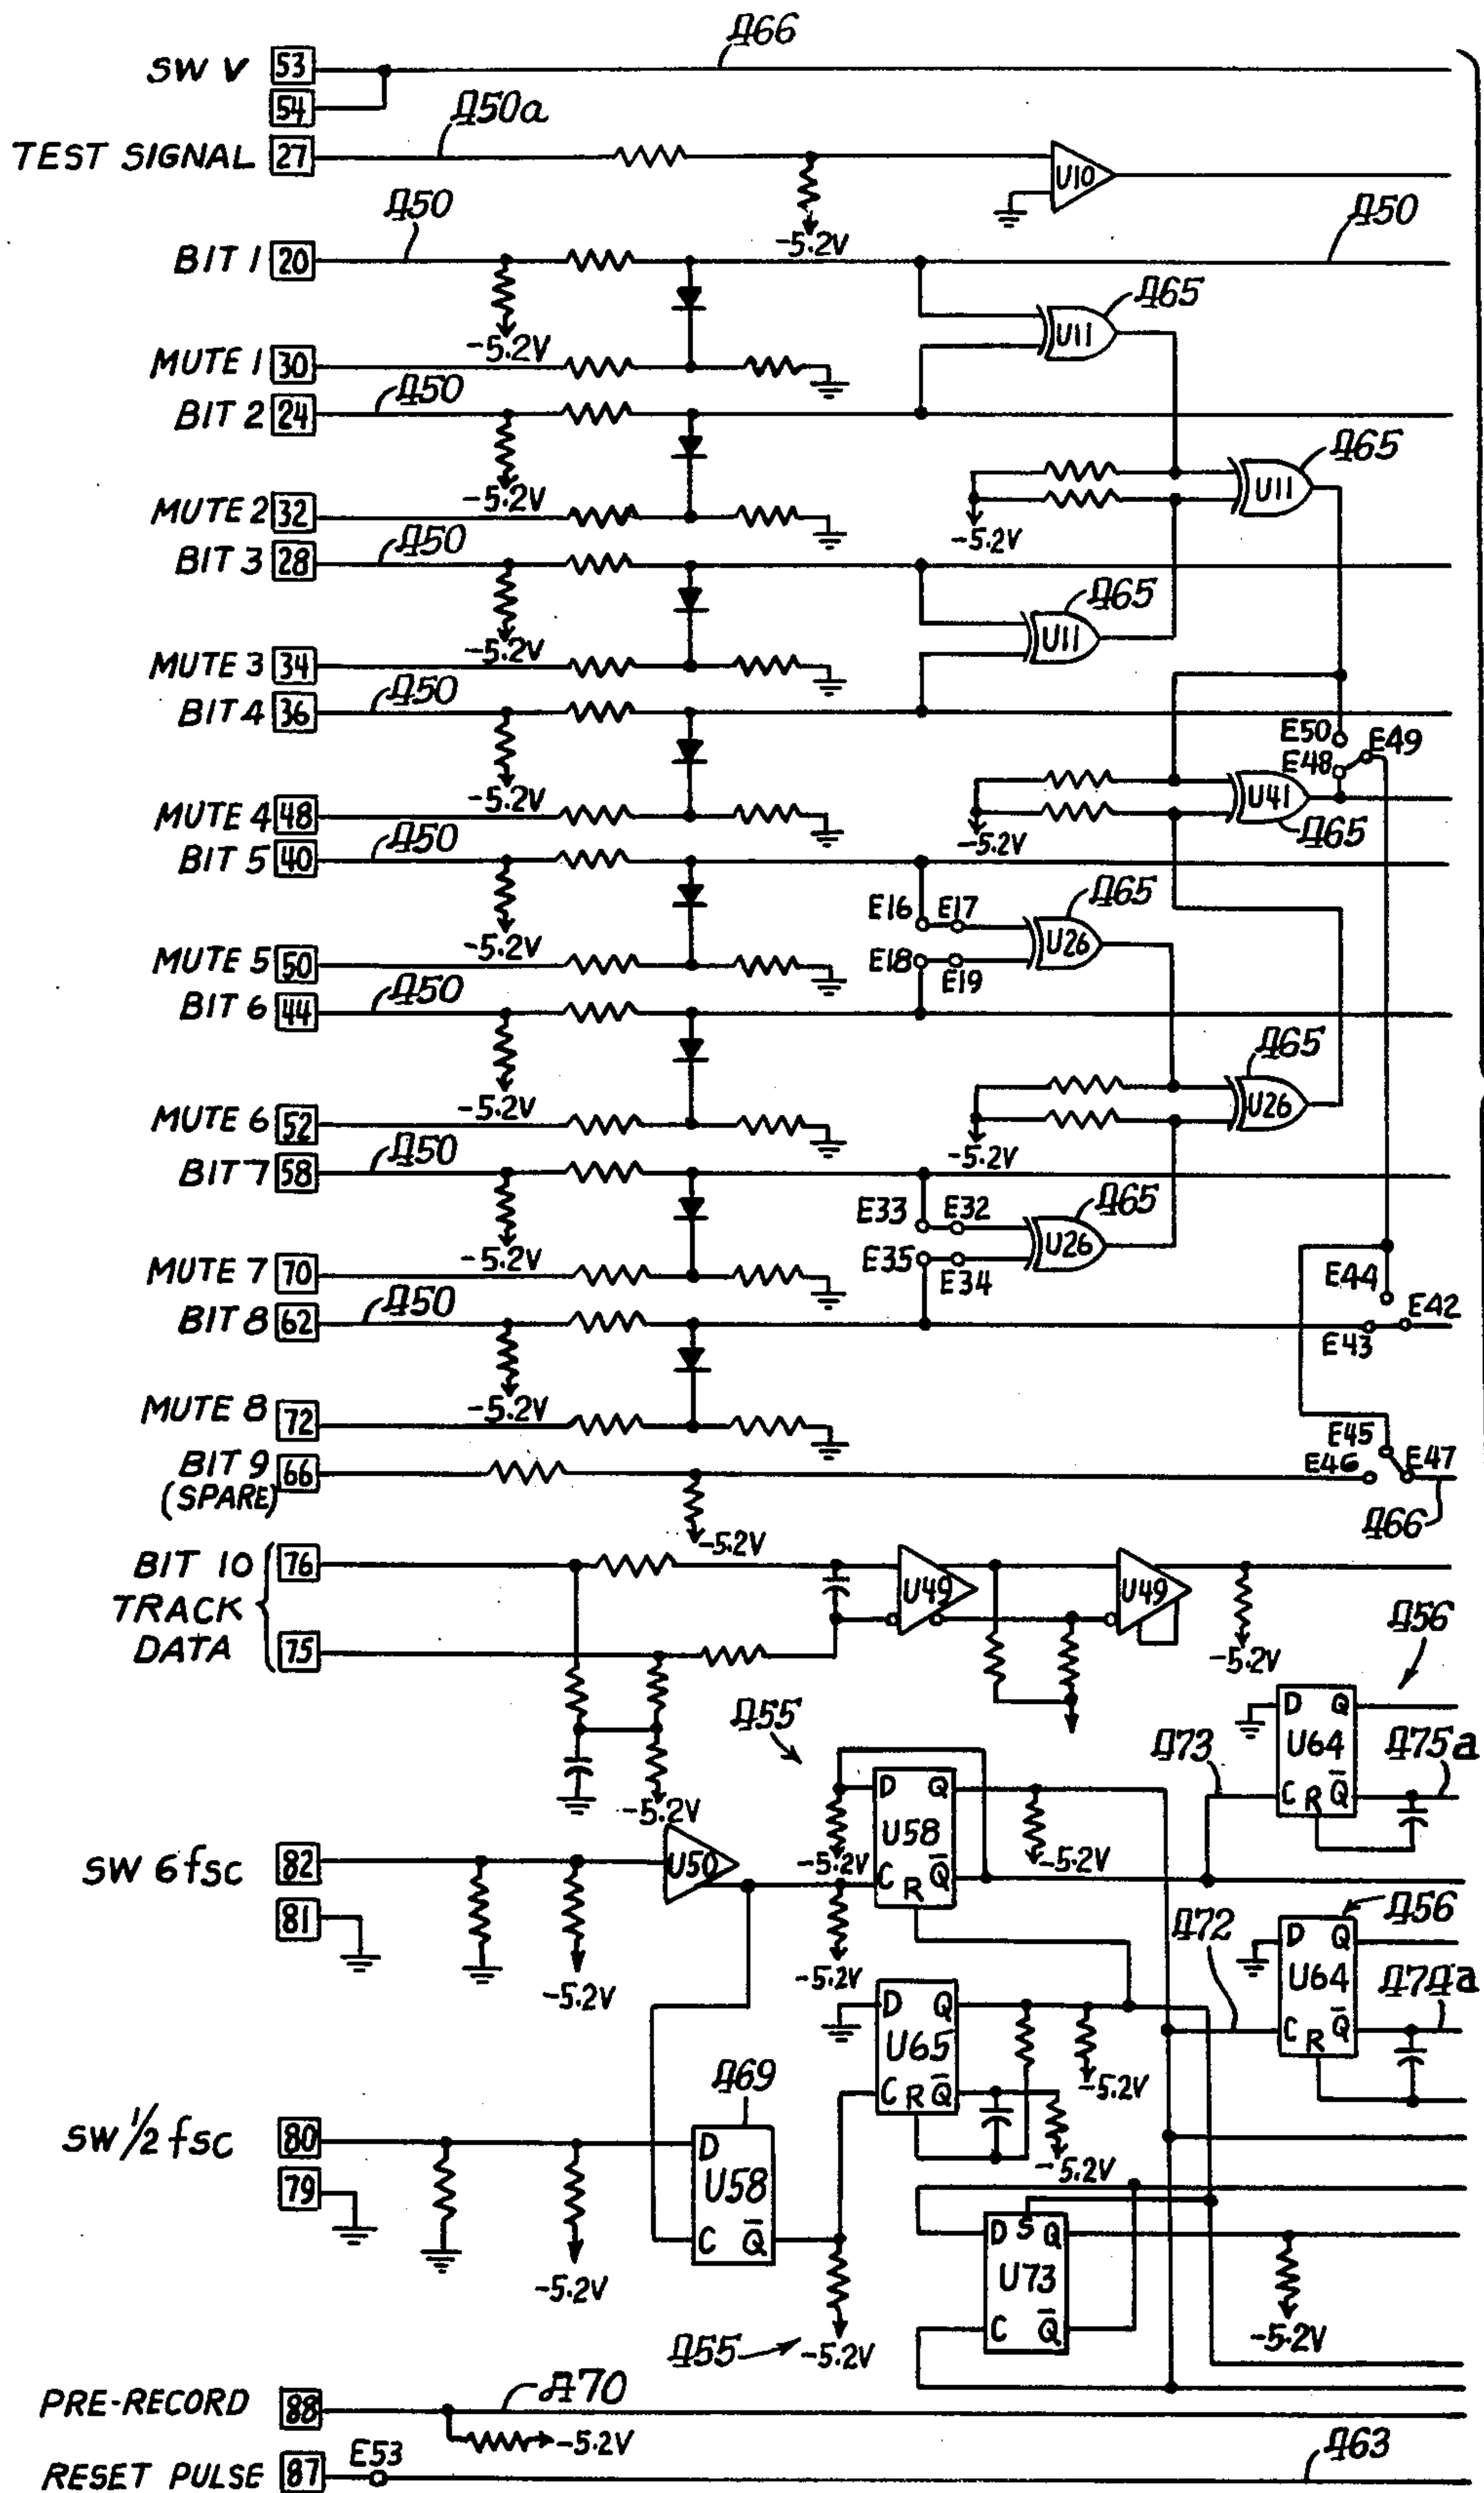 466
SW V 53
54
450a
TEST SIGNAL 27
U10
450
450
-5.2V
BIT 1 20
465
U11
-5.2V
MUTE 1 30
450
BIT 2 24
465
U11
-5.2V
MUTE 2 32
-5.2V
450
BIT 3 28
465
U11
-5.2V
MUTE 3 34
450
BIT 4 36
E50
E49
E48
U41
-5.2V
MUTE 4 48
465
-5.2V
450
BIT 5 40
465
E16 E17
U26
-5.2V
MUTE 5 50
E18
E19
450
BIT 6 44
465
U26
-5.2V
MUTE 6 52
450
-5.2V
BIT 7 58
465
E33 E32
U26
-5.2V
E35 E34
MUTE 7 70
E44
450
BIT 8 62
E42
E43
-5.2V
MUTE 8 72
E45
BIT 9 66
(SPARE)
E46 E47
466
-5.2V
BIT 10 76
TRACK
DATA 75
U49
U49
-5.2V
456
455
D Q
U64
C R Q̅
473
475a
-5.2V
D Q
U58
C R Q̅
-5.2V
-5.2V
SW 6fsc 82
U50
81
-5.2V
-5.2V
472
456
D Q
U64
C R Q̅
474a
D Q
U65
C R Q̅
-5.2V
-5.2V
469
SW 1/2 fsc 80
79
D
U58
C Q̅
-5.2V
D S Q
U73
C Q̅
-5.2V
455
-5.2V
PRE-RECORD 88
470
-5.2V
RESET PULSE 87
E53
463